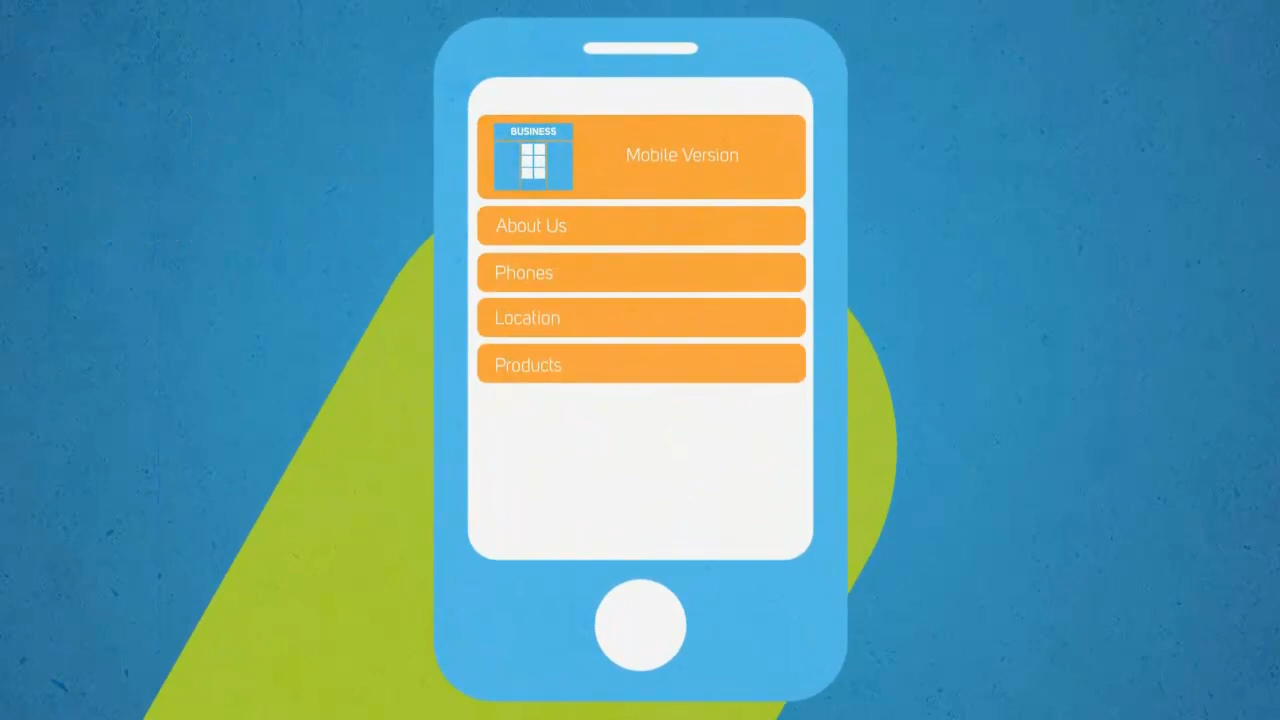 BUSINESS
Mobile Version
About Us
Phones
Location
Products